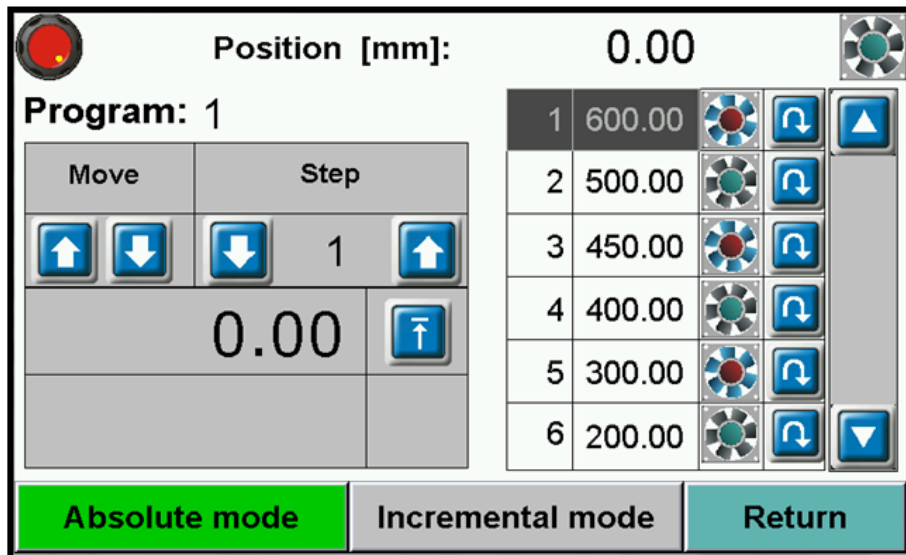 Position [mm]: 0.00
Program: 1
Move Step
1
0.00
1 600.00
2 500.00
3 450.00
4 400.00
5 300.00
6 200.00
Absolute mode Incremental mode Return